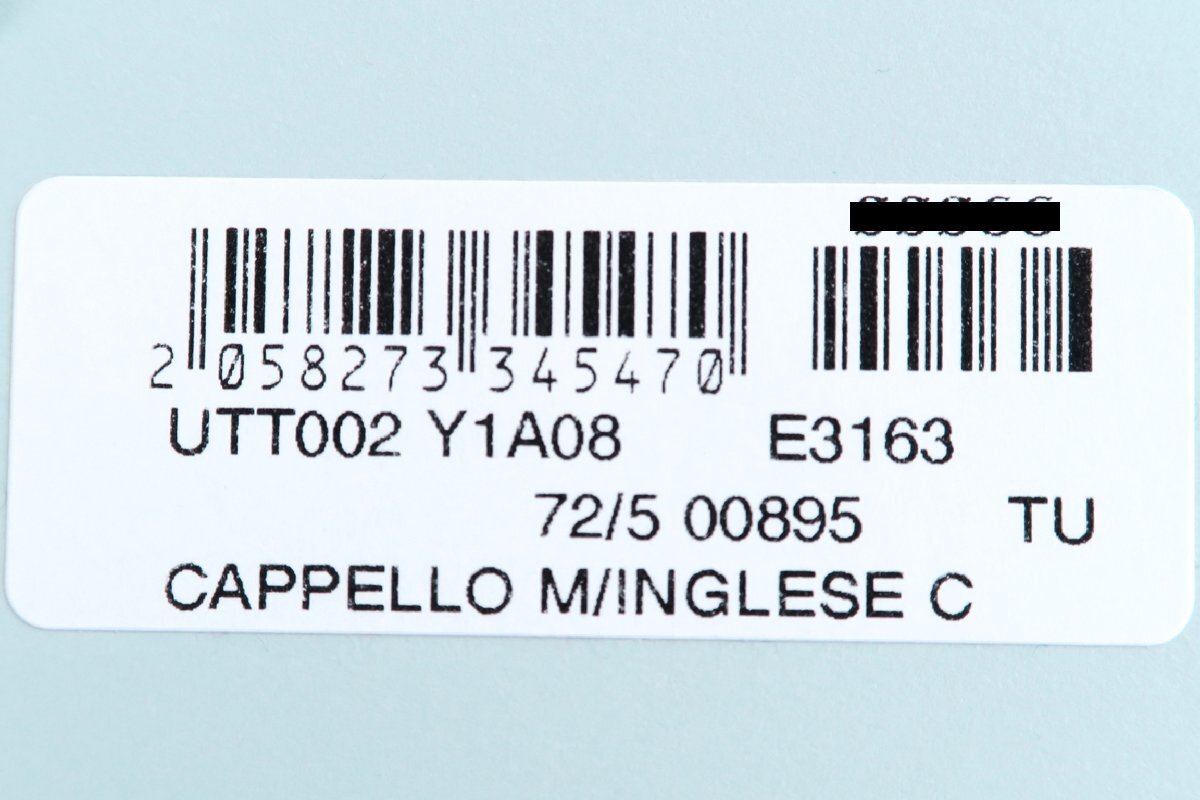 2 058273 345470
UTT002 Y1A08 E3163
72/5 00895 TU
CAPPELLO M/INGLESE C